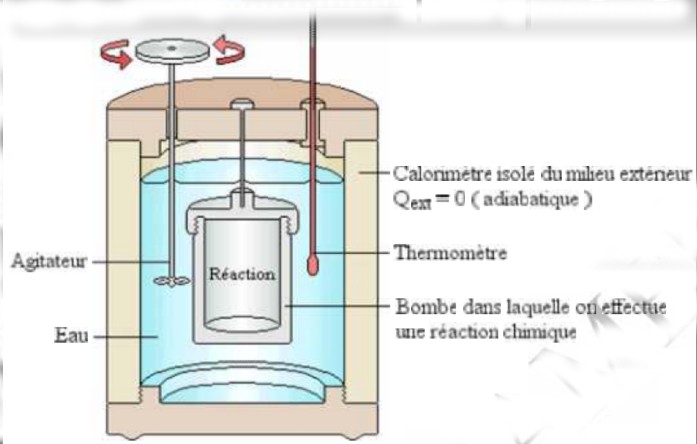 Calorimètre isolé du milieu extérieur
Qext = 0 ( adiabatique )
Agitateur
Thermomètre
Réaction
Bombe dans laquelle on effectue
une réaction chimique
Eau